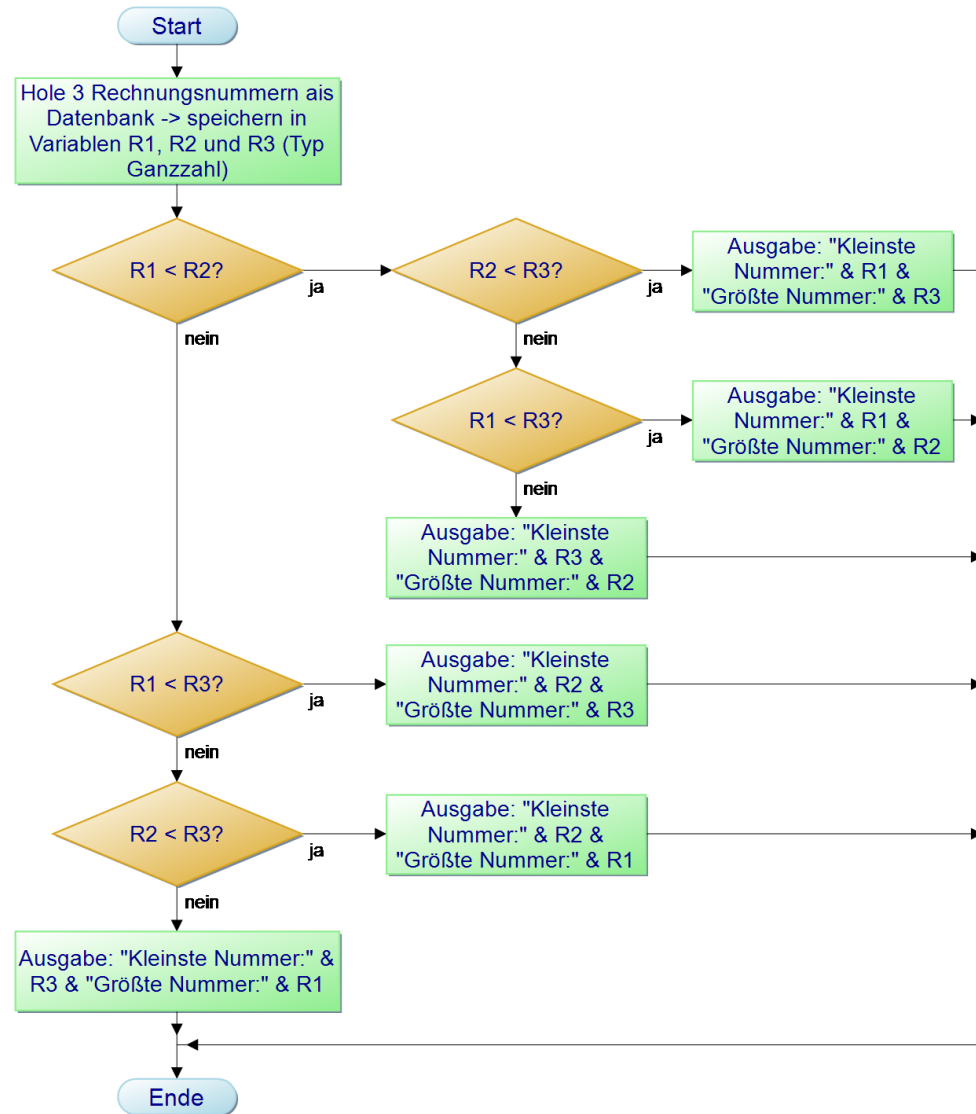 Start
Hole 3 Rechnungsnummern ais
Datenbank -> speichern in
Variablen R1, R2 und R3 (Typ
Ganzzahl)
R1 < R2?
ja
nein
R2 < R3?
ja
nein
Ausgabe: "Kleinste
Nummer:" & R1 &
"Größte Nummer:" & R3
R1 < R3?
ja
nein
Ausgabe: "Kleinste
Nummer:" & R1 &
"Größte Nummer:" & R2
Ausgabe: "Kleinste
Nummer:" & R3 &
"Größte Nummer:" & R2
R1 < R3?
ja
nein
Ausgabe: "Kleinste
Nummer:" & R2 &
"Größte Nummer:" & R3
R2 < R3?
ja
nein
Ausgabe: "Kleinste
Nummer:" & R2 &
"Größte Nummer:" & R1
Ausgabe: "Kleinste Nummer:" &
R3 & "Größte Nummer:" & R1
Ende